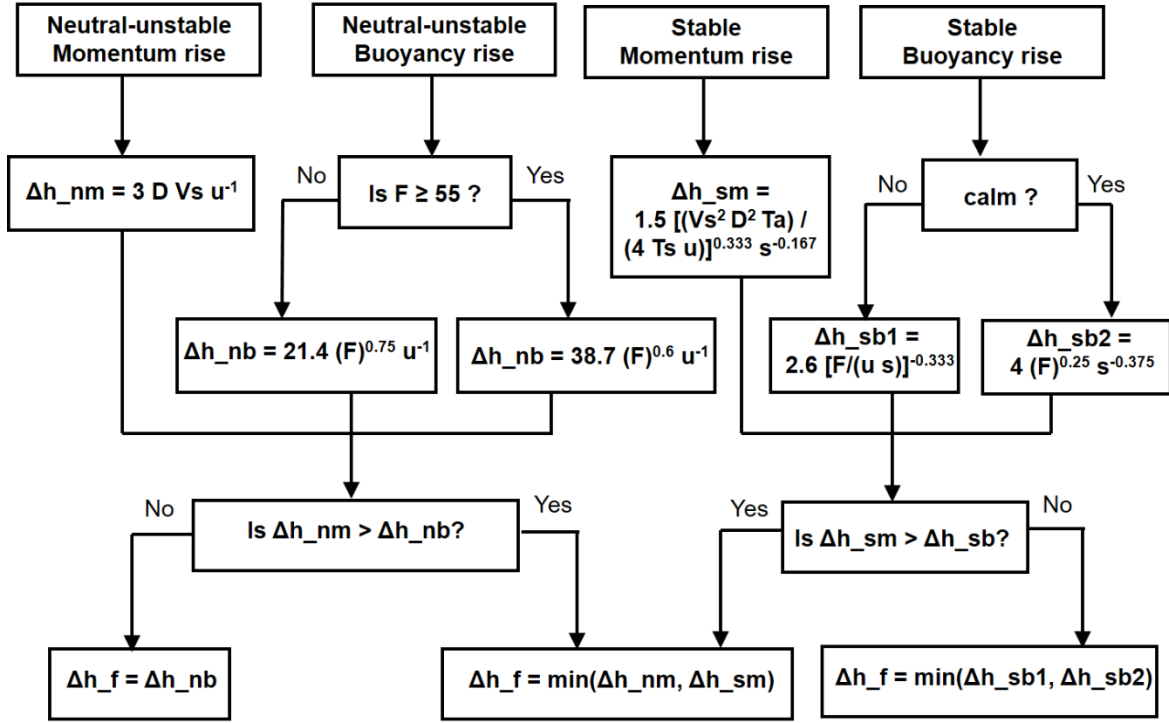 Neutral-unstable
Momentum rise
Neutral-unstable
Buoyancy rise
Stable
Momentum rise
Stable
Buoyancy rise
Δh_nm = 3 D Vs u⁻¹
No
Is F ≥ 55 ?
Yes
Δh_sm =
1.5 [(Vs² D² Ta) /
(4 Ts u)]⁰·³³³ s⁻⁰·¹⁶⁷
No
calm ?
Yes
Δh_nb = 21.4 (F)⁰·⁷⁵ u⁻¹
Δh_nb = 38.7 (F)⁰·⁶ u⁻¹
Δh_sb1 =
2.6 [F/(u s)]⁻⁰·³³³
Δh_sb2 =
4 (F)⁰·²⁵ s⁻⁰·³⁷⁵
No
Is Δh_nm > Δh_nb?
Yes
Yes
Is Δh_sm > Δh_sb?
No
Δh_f = Δh_nb
Δh_f = min(Δh_nm, Δh_sm)
Δh_f = min(Δh_sb1, Δh_sb2)